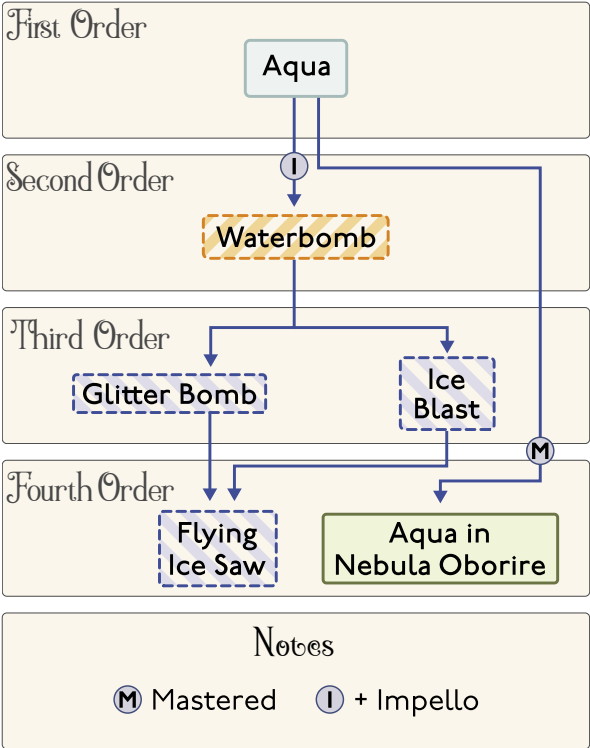 First Order
Aqua
I
Second Order
Waterbomb
Third Order
Glitter Bomb
Ice
Blast
M
Fourth Order
Flying
Ice Saw
Aqua in
Nebula Oborire
Notes
M Mastered
I + Impello